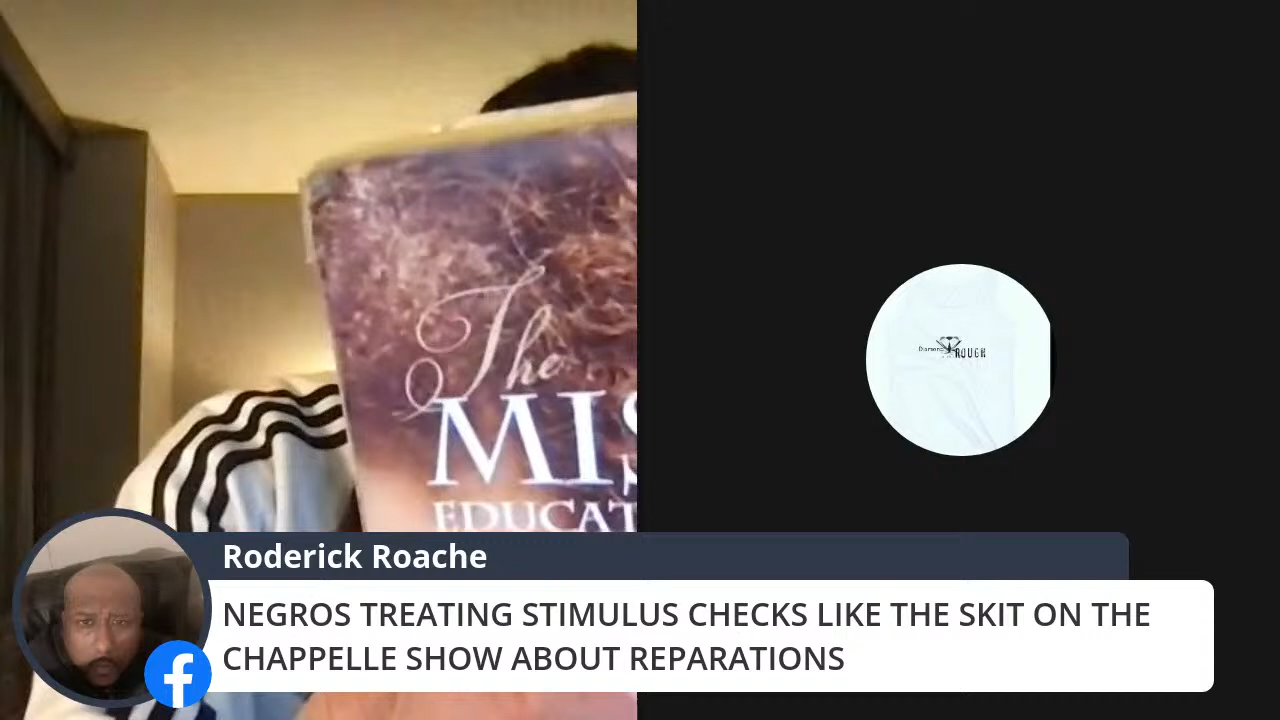 The
MIS
EDUCAT
ROUGH
Roderick Roache
NEGROS TREATING STIMULUS CHECKS LIKE THE SKIT ON THE
CHAPPELLE SHOW ABOUT REPARATIONS